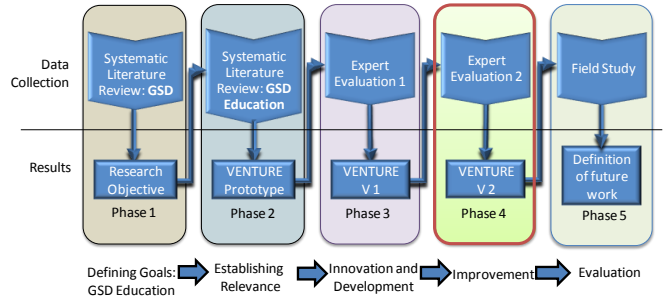 Data
Collection
Systematic
Literature
Review: GSD
Systematic
Literature
Review: GSD
Education
Expert
Evaluation 1
Expert
Evaluation 2
Field Study
Results
Research
Objective
VENTURE
Prototype
VENTURE
V 1
VENTURE
V 2
Definition
of future
work
Phase 1
Phase 2
Phase 3
Phase 4
Phase 5
Defining Goals:
GSD Education
Establishing
Relevance
Innovation and
Development
Improvement
Evaluation